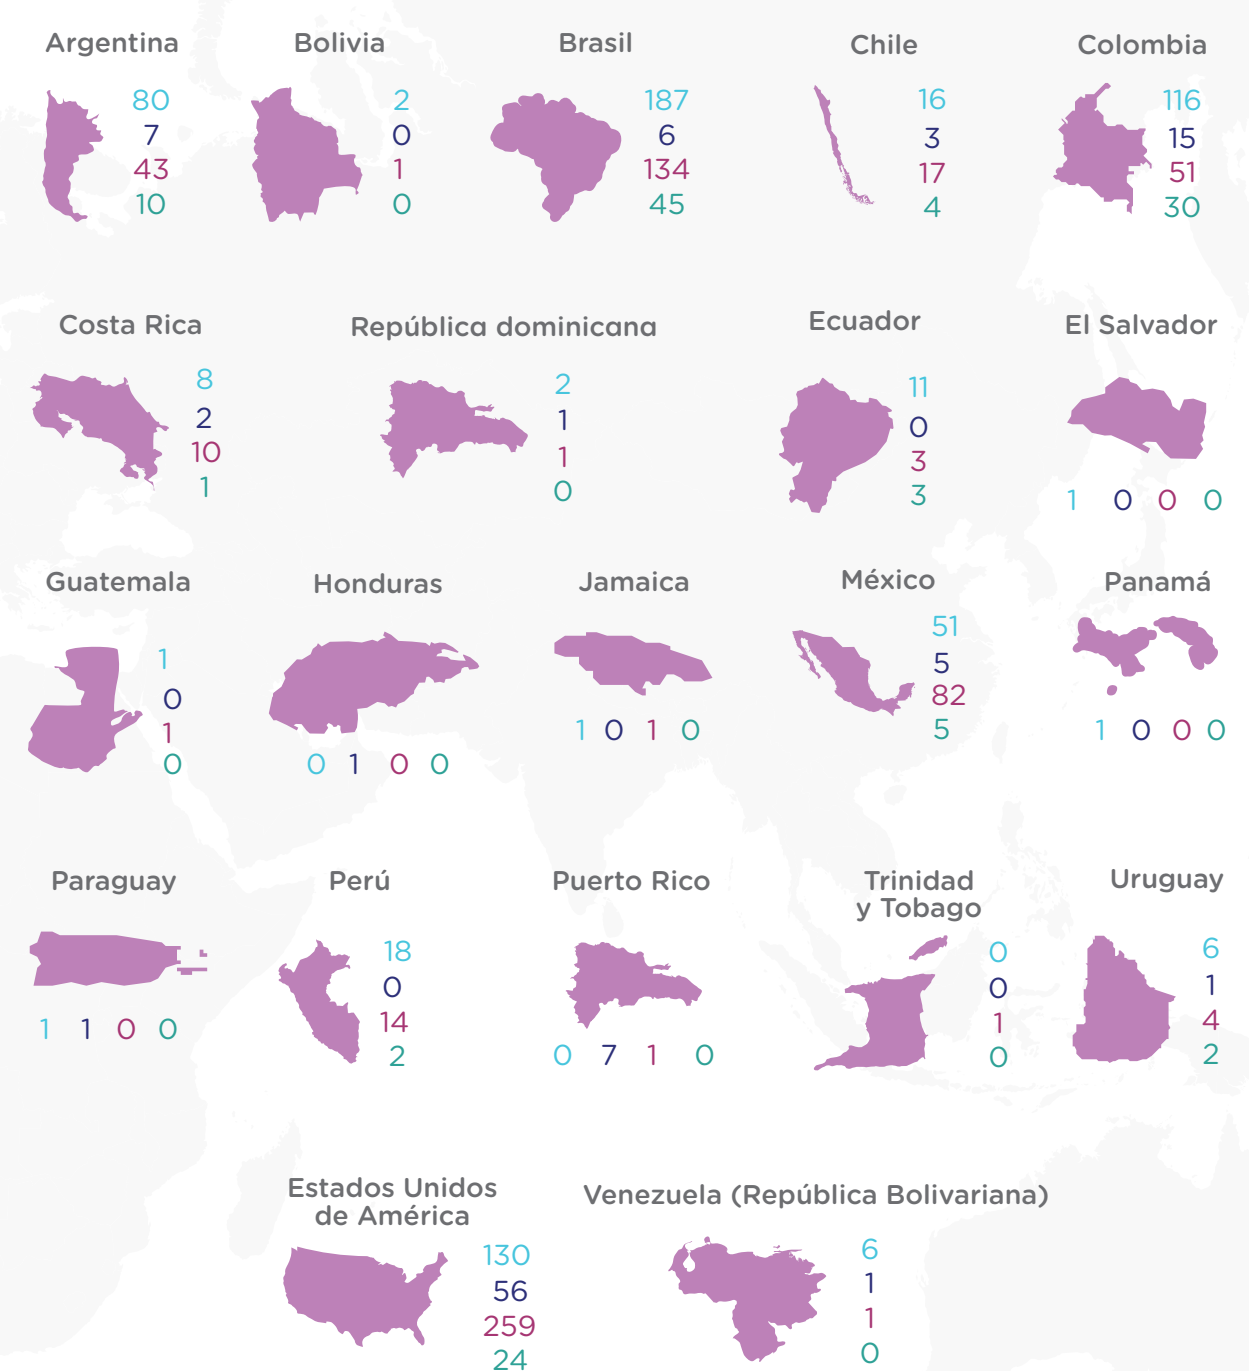 Argentina
80
7
43
10
Bolivia
2
0
1
0
Brasil
187
6
134
45
Chile
16
3
17
4
Colombia
116
15
51
30
Costa Rica
8
2
10
1
República dominicana
2
1
1
0
Ecuador
11
0
3
3
El Salvador
1 0 0 0
Guatemala
1
0
1
0
Honduras
0 1 0 0
Jamaica
1 0 1 0
México
51
5
82
5
Panamá
1 0 0 0
Paraguay
1 1 0 0
Perú
18
0
14
2
Puerto Rico
0 7 1 0
Trinidad
y Tobago
0
0
1
0
Uruguay
6
1
4
2
Estados Unidos
de América
130
56
259
24
Venezuela (República Bolivariana)
6
1
1
0